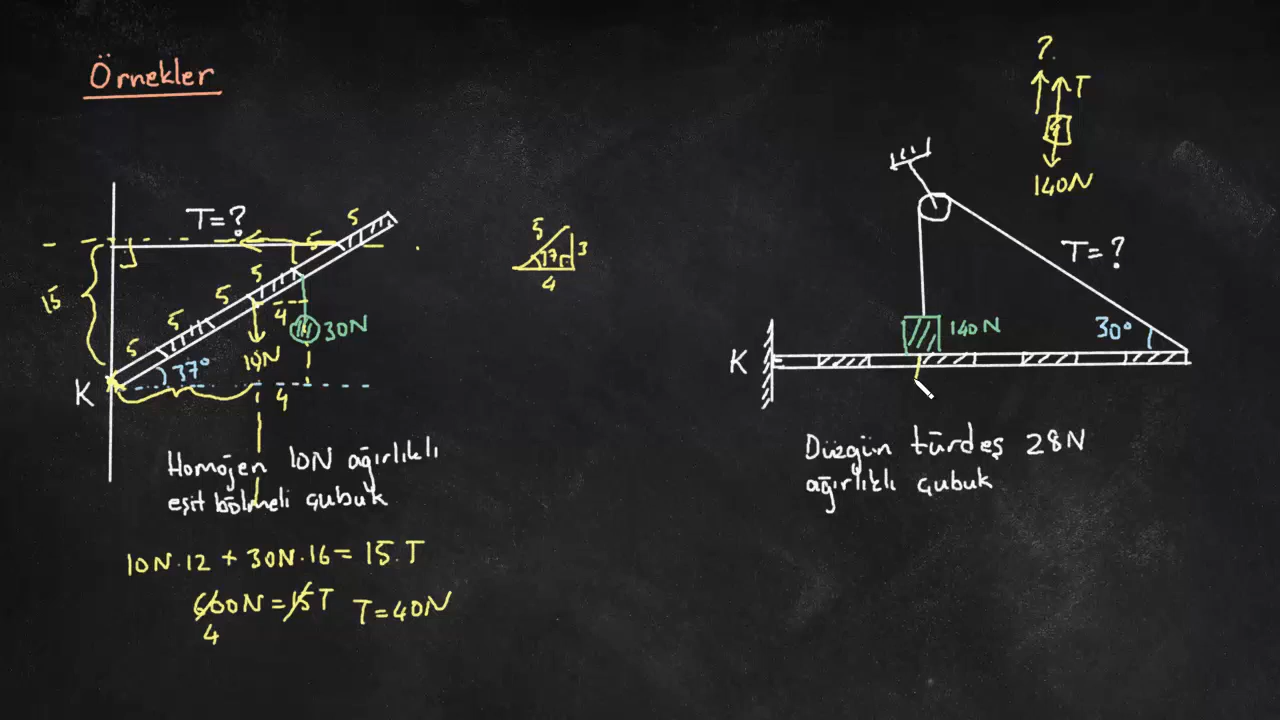 Örnekler
T=?
5
5
5
5
5
5
15
4
30N
10N
37°
K
4
Homojen 10N ağırlıklı
eşit bölmeli çubuk
10N.12 + 30N.16 = 15.T
600N = 15T T=40N
4
5
37
3
4
?
T
140N
T=?
140N
30°
K
Düzgün türdeş 28N
ağırlıklı çubuk